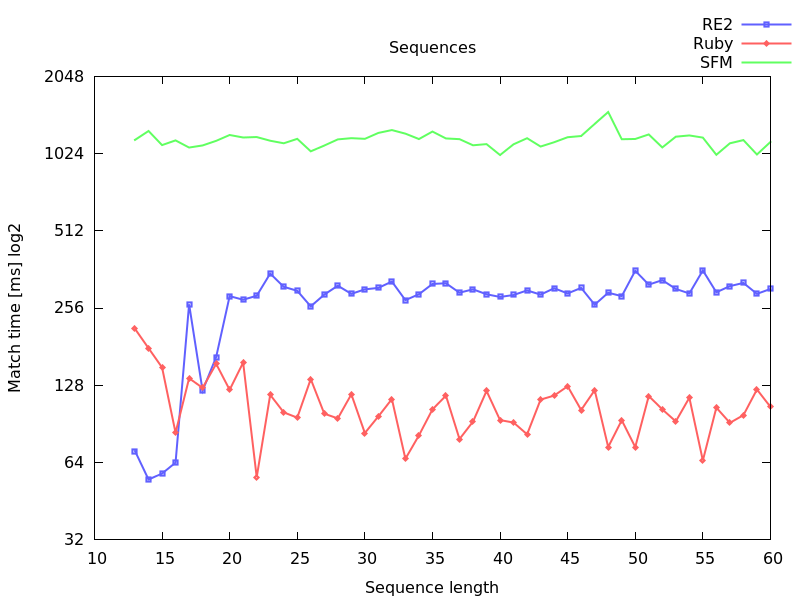 RE2
Sequences
Ruby
SFM
2048
1024
512
256
128
64
32
Match time [ms] log2
10 15 20 25 30 35 40 45 50 55 60
Sequence length